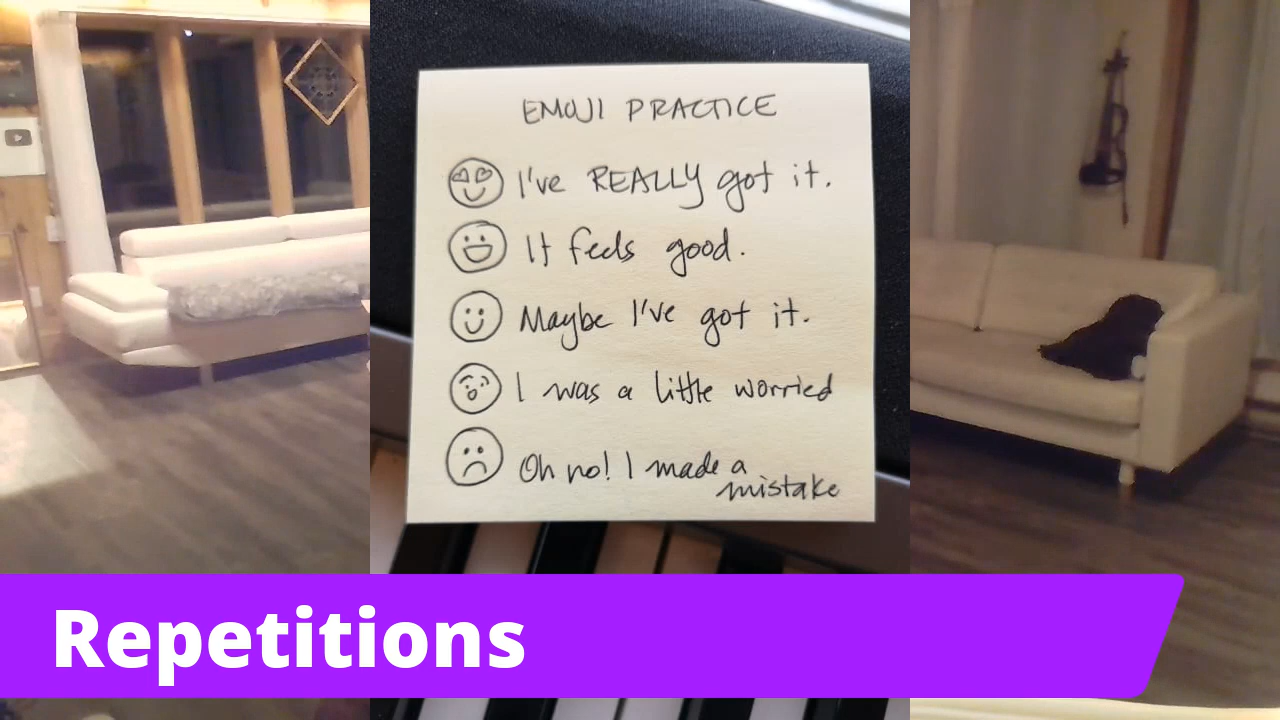 EMOJI PRACTICE
I've REALLY got it.
It feels good.
Maybe I've got it.
I was a little worried
Oh no! I made a
mistake
Repetitions